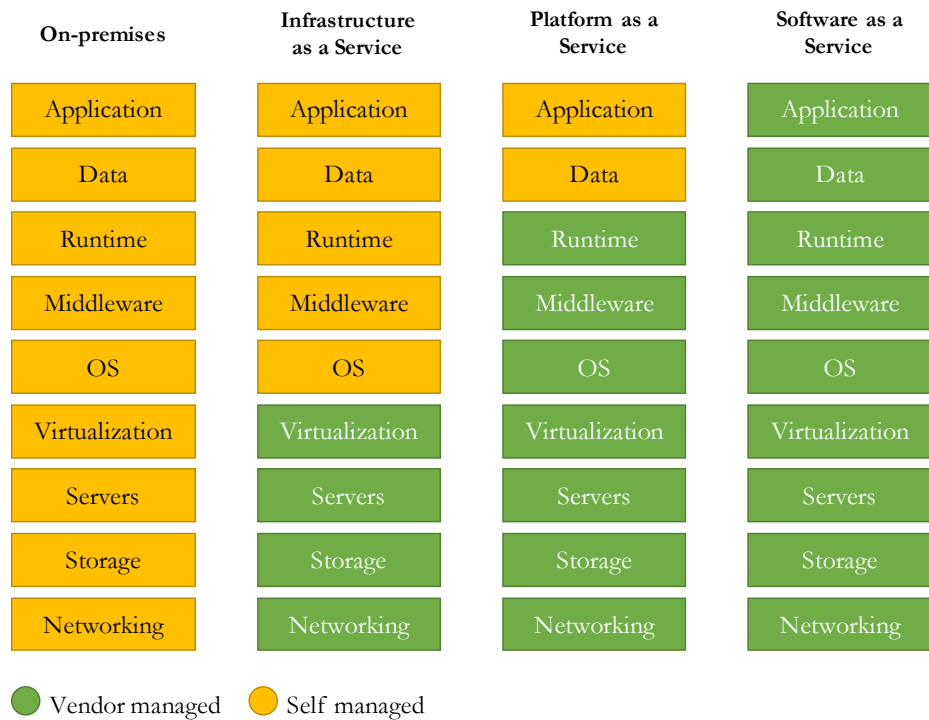 On-premises
Infrastructure
as a Service
Platform as a
Service
Software as a
Service
Application
Application
Application
Application
Data
Data
Data
Data
Runtime
Runtime
Runtime
Runtime
Middleware
Middleware
Middleware
Middleware
OS
OS
OS
OS
Virtualization
Virtualization
Virtualization
Virtualization
Servers
Servers
Servers
Servers
Storage
Storage
Storage
Storage
Networking
Networking
Networking
Networking
Vendor managed
Self managed